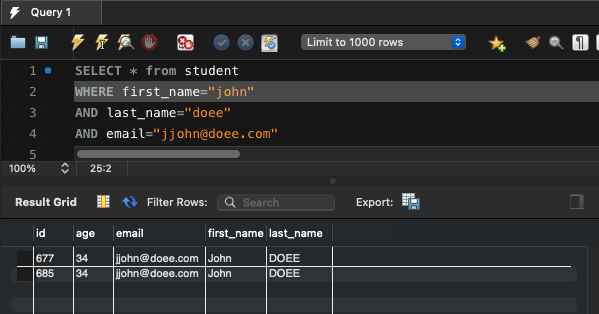 Query 1
Limit to 1000 rows
1 SELECT * from student
2 WHERE first_name="john"
3 AND last_name="doee"
4 AND email="jjohn@doee.com"
5
100% 25:2
Result Grid Filter Rows: Search Export:
id age email first_name last_name
677 34 jjohn@doee.com John DOEE
685 34 jjohn@doee.com John DOEE